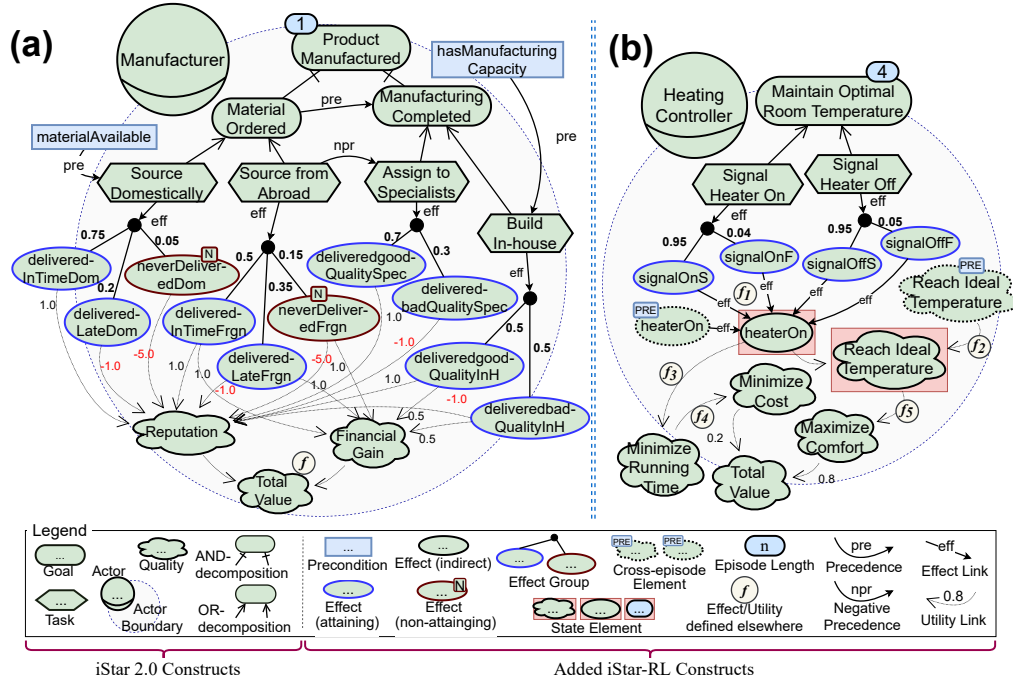 (a)
Manufacturer
1
Product
Manufactured
hasManufacturing
Capacity
materialAvailable
pre
Material
Ordered
pre
Manufacturing
Completed
pre
Source
Domestically
Source from
Abroad
npr
Assign to
Specialists
Build
In-house
eff
eff
eff
eff
0.75
0.2
0.05
0.5
0.35
0.15
0.7
0.3
0.5
0.5
delivered-
InTimeDom
delivered-
LateDom
N
neverDeliver-
edDom
delivered-
InTimeFrgn
delivered-
LateFrgn
N
neverDeliver-
edFrgn
deliveredgood-
QualitySpec
delivered-
badQualitySpec
deliveredgood-
QualityInH
deliveredbad-
QualityInH
1.0
-1.0
-5.0
1.0
1.0
-1.0
1.0
-5.0
1.0
1.0
-1.0
1.0
-1.0
0.5
0.5
Reputation
Financial
Gain
f
Total
Value
(b)
Heating
Controller
4
Maintain Optimal
Room Temperature
Signal
Heater On
Signal
Heater Off
eff
eff
0.95
0.04
0.95
0.05
signalOnS
signalOnF
signalOffS
signalOffF
PRE
heaterOn
eff
eff
f1
eff
eff
eff
heaterOn
PRE
Reach Ideal
Temperature
Reach Ideal
Temperature
f2
f3
f4
f5
Minimize
Cost
Maximize
Comfort
Minimize
Running
Time
0.2
Total
Value
0.8
Legend
...
Goal
...
Task
Actor
...
Quality
Actor
Boundary
AND-
decomposition
...
OR-
decomposition
...
...
Precondition
...
Effect
(attaining)
...
Effect (indirect)
...
N
Effect
(non-attainging)
...
...
Effect Group
PRE
...
PRE
...
Cross-episode
Element
...
...
...
State Element
n
Episode Length
f
Effect/Utility
defined elsewhere
pre
Precedence
npr
Negative
Precedence
eff
Effect Link
0.8
Utility Link
iStar 2.0 Constructs
Added iStar-RL Constructs